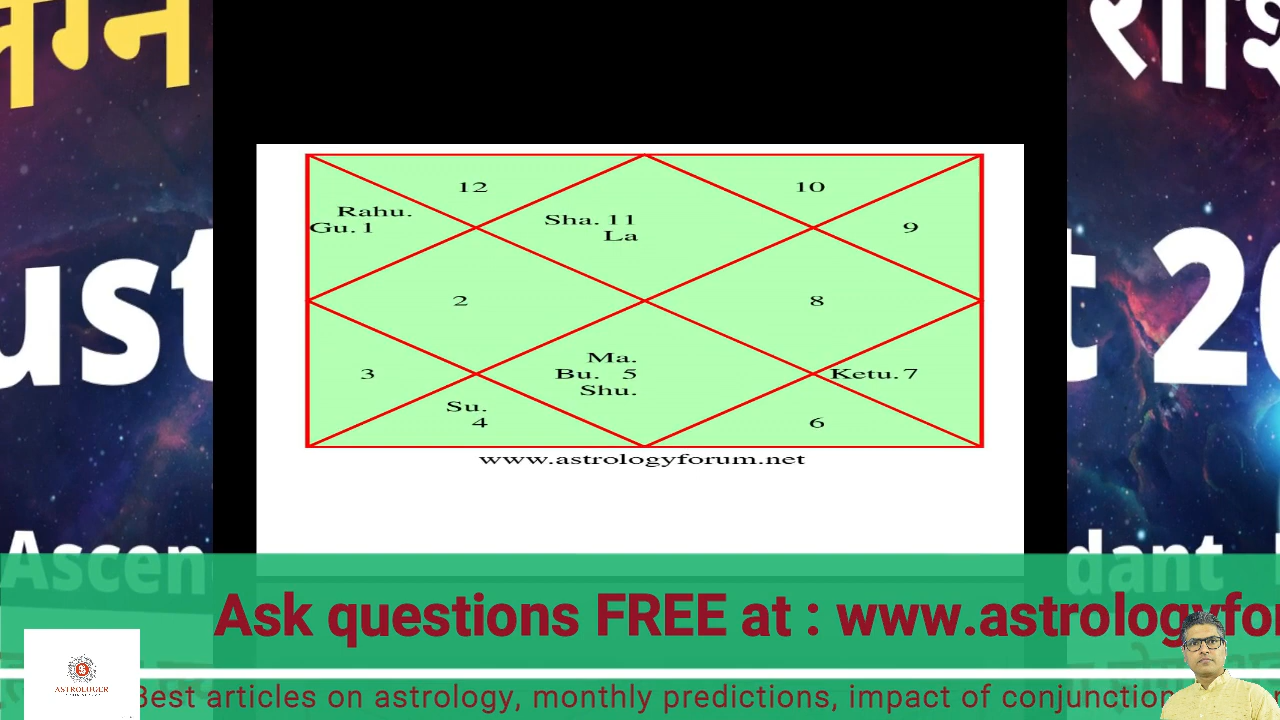 ग्न
राशि
ust
t 20
Ascen
dant
12
10
Rahu.
Gu. 1
Sha. 11
La
9
2
8
Ma.
3
Bu. 5
Ketu. 7
Shu.
Su.
4
6
www.astrologyforum.net
Ask questions FREE at : www.astrologyfor
ASTROLOGER
Best articles on astrology, monthly predictions, impact of conjunction